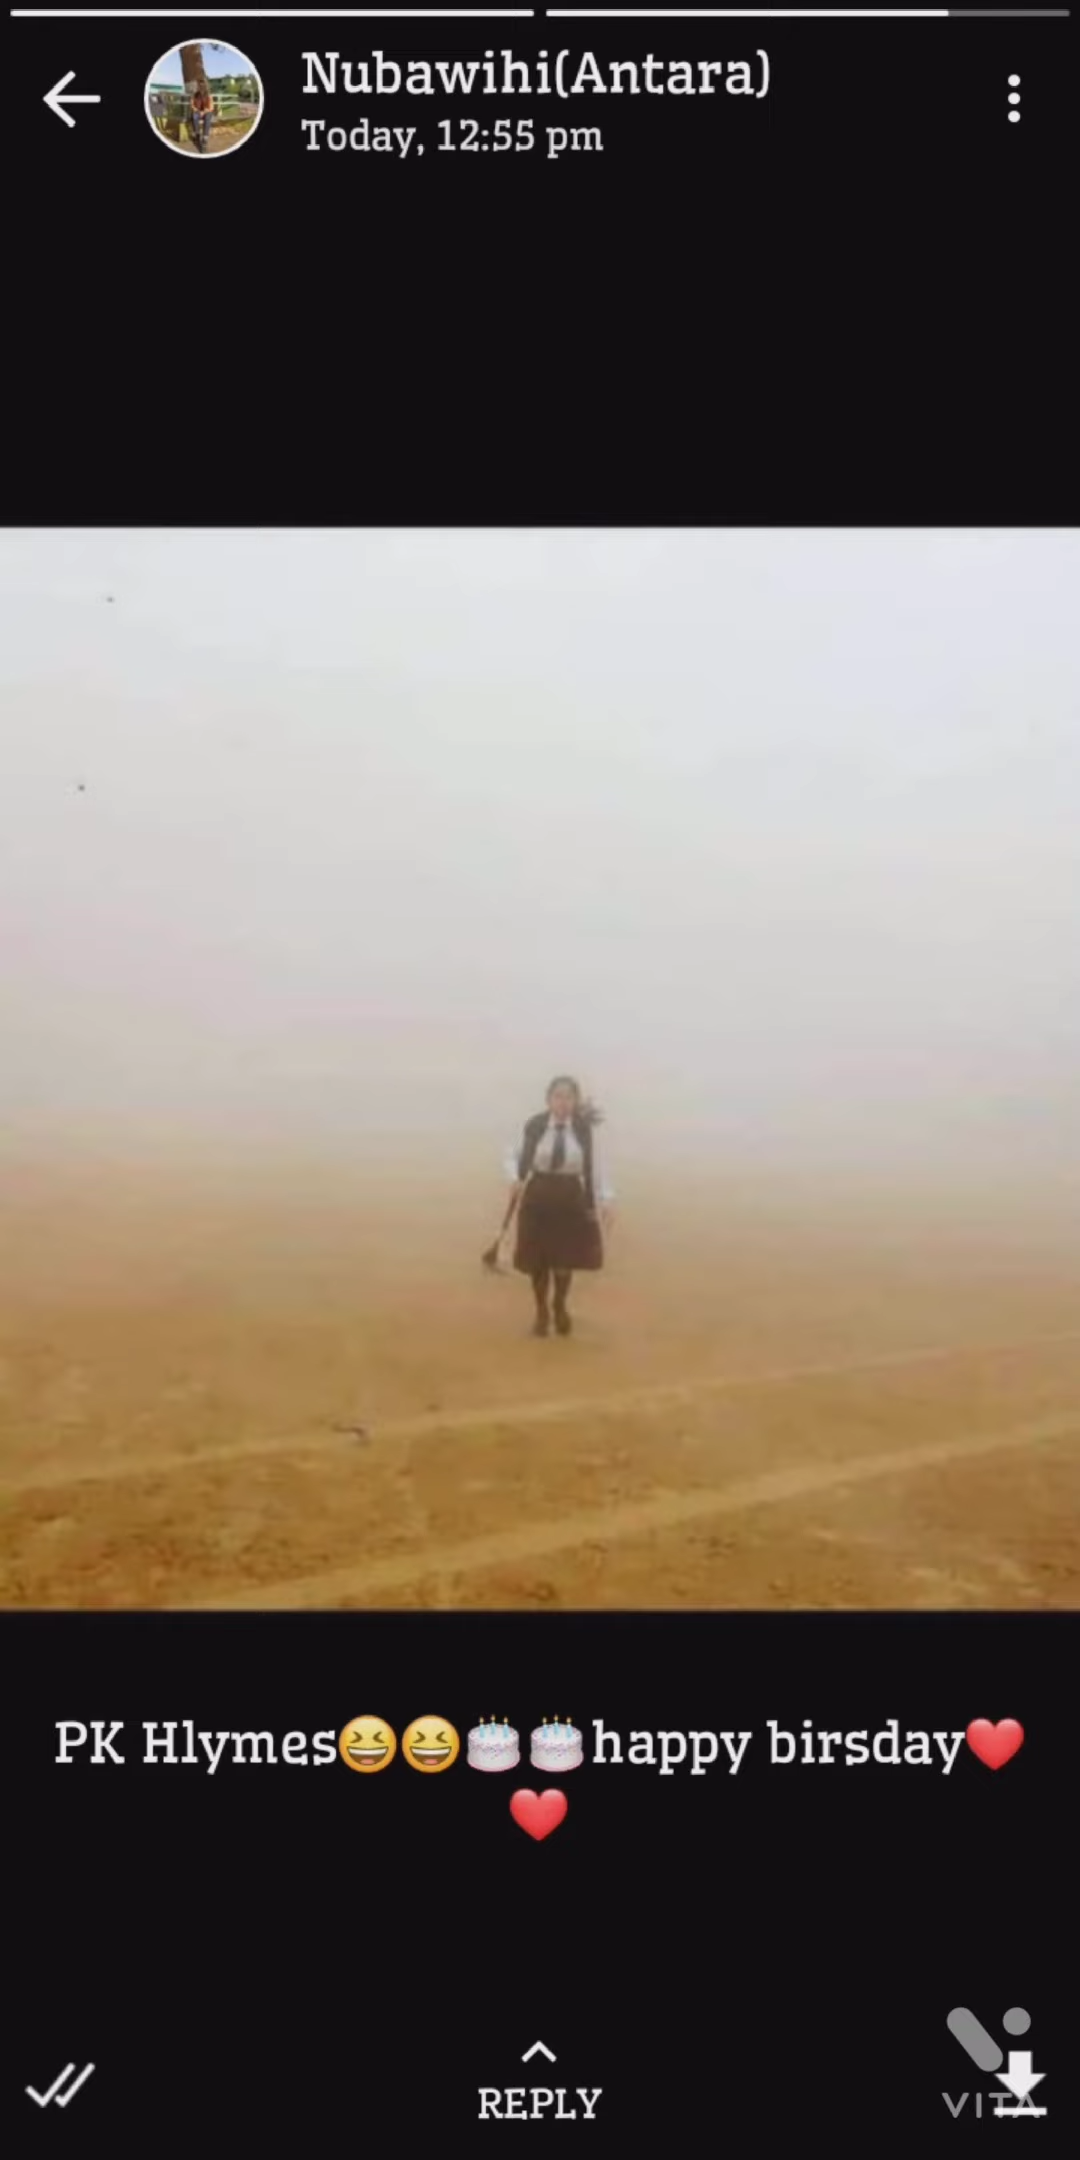 Nubawihi(Antara)
Today, 12:55 pm
PK Hlymes😆😆🎂🎂happy birsday❤️
❤️
REPLY
VITA